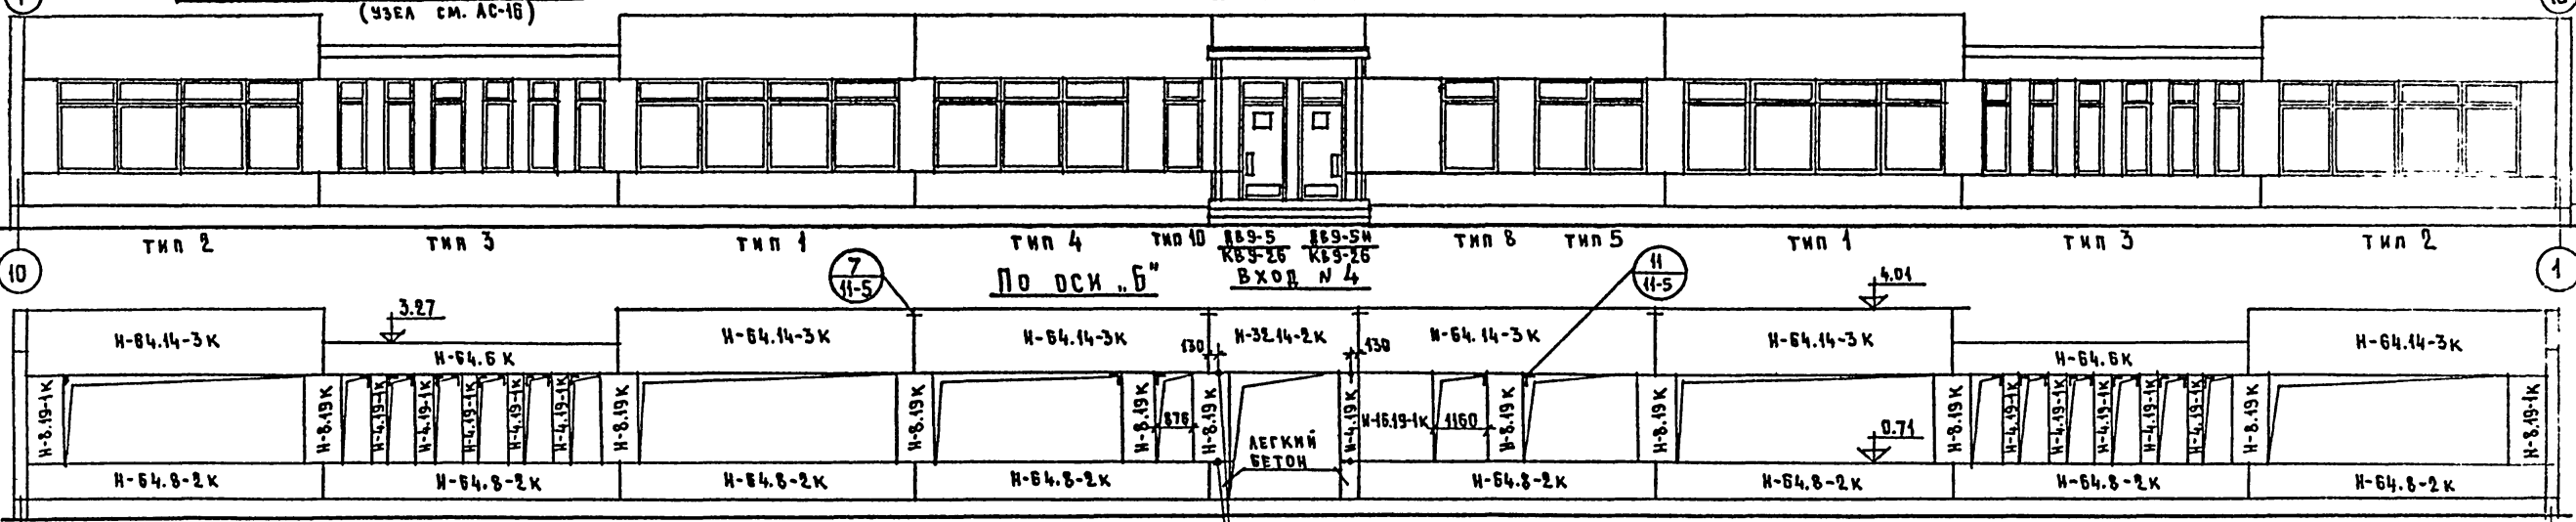 (УЗЕЛ СМ. АС-16)
ТИП 2
ТИП 3
ТИП 1
ТИП 4
ТИП 10
ДВ9-5
КВ9-26
ДВ9-5Н
КВ9-26
ТИП 8
ТИП 5
ТИП 1
ТИП 3
ТИП 2
10
7
11-5
ПО ОСИ „Б"
ВХОД N 4
11
11-5
1
3.27
4.01
Н-64.14-3К
Н-64.6К
Н-64.14-3К
Н-64.14-3К
130
Н-32.14-2К
130
Н-64.14-3К
Н-64.14-3К
Н-64.6К
Н-64.14-3К
Н-8.19-1К
Н-8.19К
Н-4.19-1К
Н-4.19-1К
Н-4.19-1К
Н-4.19-1К
Н-4.19-1К
Н-8.19К
Н-8.19К
Н-8.19К
876
Н-8.19К
ЛЕГКИЙ
БЕТОН
Н-4.19К
Н-16.19-1К
1160
Н-8.19К
Н-8.19К
0.71
Н-8.19К
Н-4.19-1К
Н-4.19-1К
Н-4.19-1К
Н-4.19-1К
Н-4.19-1К
Н-8.19К
Н-8.19-1К
Н-64.8-2К
Н-64.8-2К
Н-64.8-2К
Н-64.8-2К
Н-64.8-2К
Н-64.8-2К
Н-64.8-2К
Н-64.8-2К